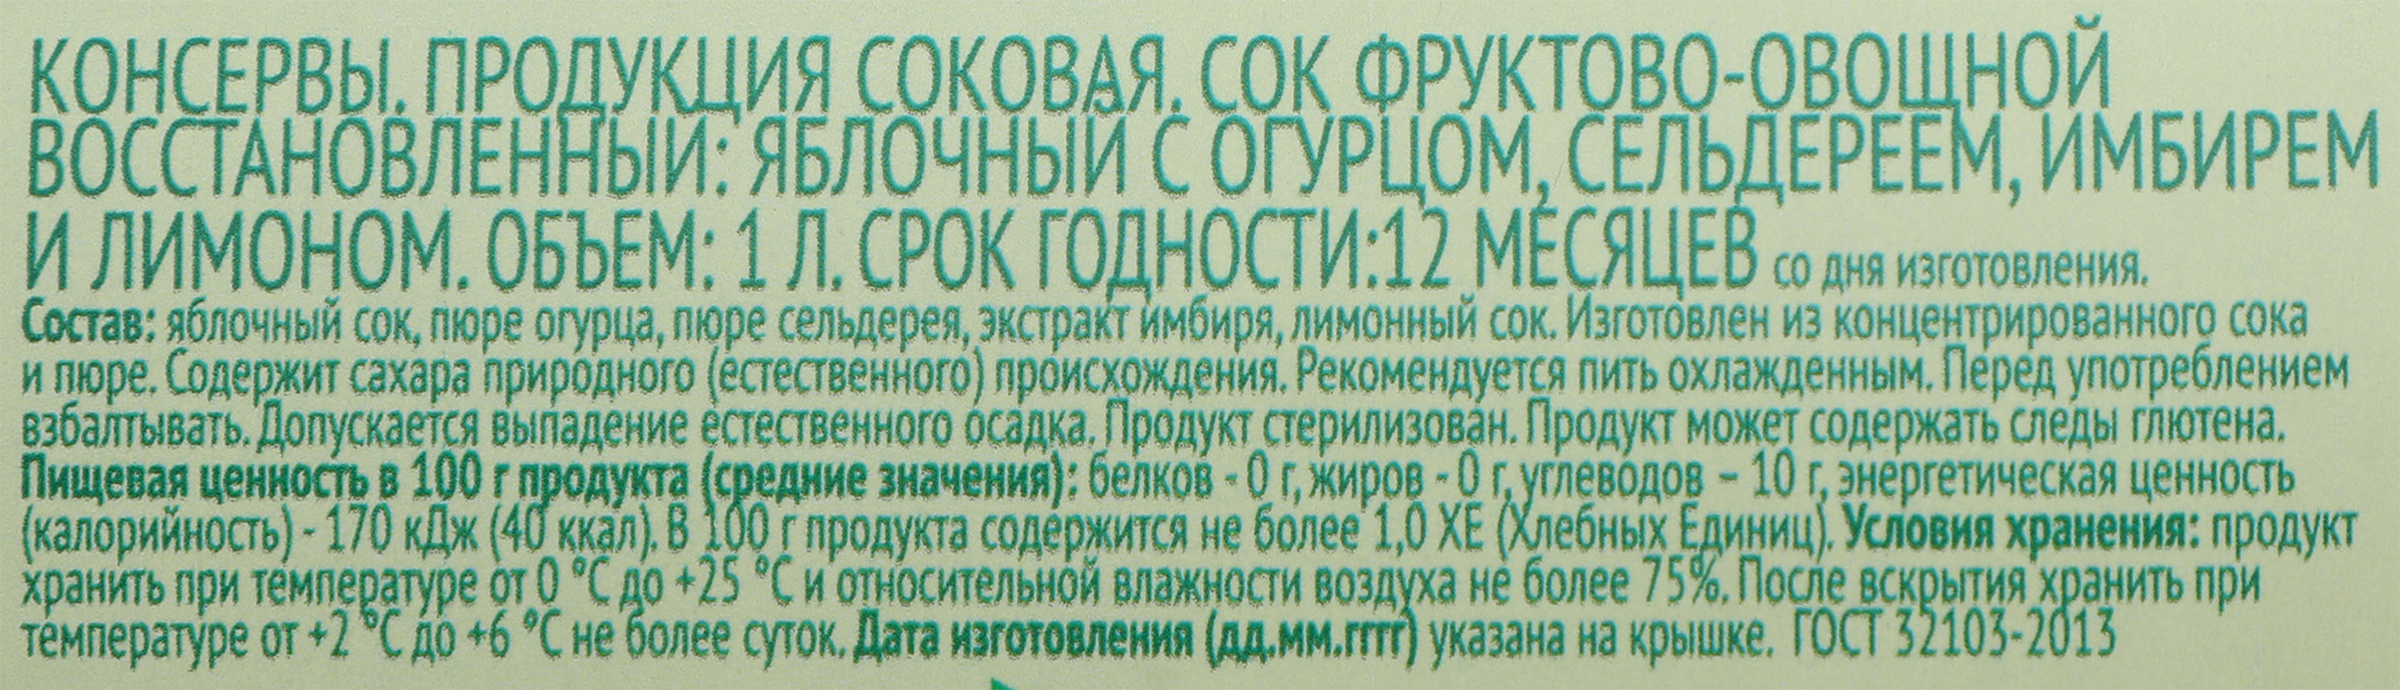 КОНСЕРВЫ. ПРОДУКЦИЯ СОКОВАЯ. СОК ФРУКТОВО-ОВОЩНОЙ
ВОССТАНОВЛЕННЫЙ: ЯБЛОЧНЫЙ С ОГУРЦОМ, СЕЛЬДЕРЕЕМ, ИМБИРЕМ
И ЛИМОНОМ. ОБЪЕМ: 1 Л. СРОК ГОДНОСТИ:12 МЕСЯЦЕВ со дня изготовления.
Состав: яблочный сок, пюре огурца, пюре сельдерея, экстракт имбиря, лимонный сок. Изготовлен из концентрированного сока
и пюре. Содержит сахара природного (естественного) происхождения. Рекомендуется пить охлажденным. Перед употреблением
взбалтывать. Допускается выпадение естественного осадка. Продукт стерилизован. Продукт может содержать следы глютена.
Пищевая ценность в 100 г продукта (средние значения): белков - 0 г, жиров - 0 г, углеводов – 10 г, энергетическая ценность
(калорийность) - 170 кДж (40 ккал). В 100 г продукта содержится не более 1,0 ХЕ (Хлебных Единиц). Условия хранения: продукт
хранить при температуре от 0 °С до +25 °С и относительной влажности воздуха не более 75%. После вскрытия хранить при
температуре от +2 °С до +6 °С не более суток. Дата изготовления (дд.мм.гггг) указана на крышке. ГОСТ 32103-2013